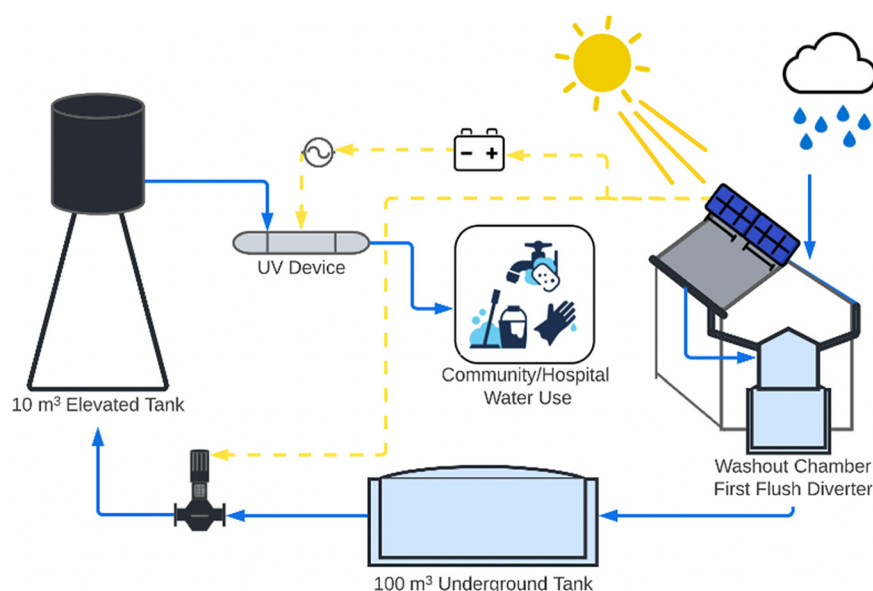 UV Device
Community/Hospital
Water Use
10 m³ Elevated Tank
Washout Chamber
First Flush Diverter
100 m³ Underground Tank